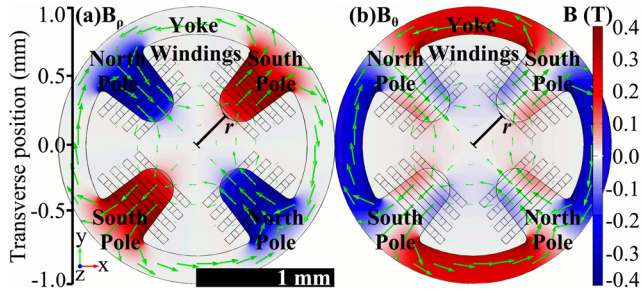 (a)Bρ
Yoke
Windings
North
Pole
South
Pole
r
South
Pole
North
Pole
1 mm
Transverse position (mm)
1.0
0.5
0.0
-0.5
-1.0
y
z
x
(b)Bθ
Yoke
Windings
North
Pole
South
Pole
r
South
Pole
North
Pole
B (T)
0.4
0.3
0.2
0.1
0.0
-0.1
-0.2
-0.3
-0.4